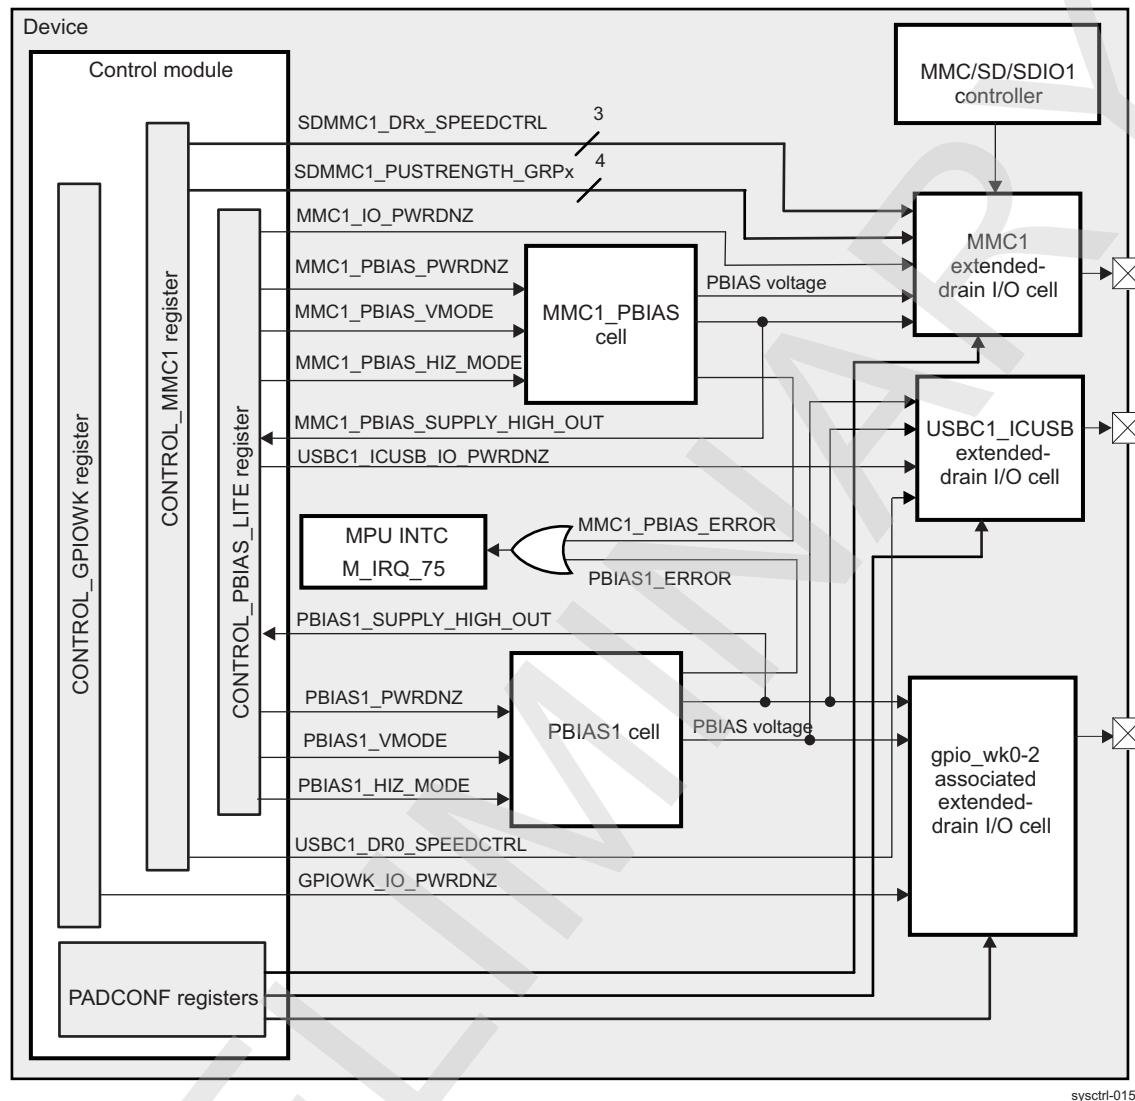 Device
Control module
MMC/SD/SDIO1
controller
SDMMC1_DRx_SPEEDCTRL
3
SDMMC1_PUSTRENGTH_GRPx
4
MMC1_IO_PWRDNZ
MMC1
extended-
drain I/O cell
MMC1_PBIAS_PWRDNZ
PBIAS voltage
MMC1_PBIAS_VMODE
MMC1_PBIAS
cell
MMC1_PBIAS_HIZ_MODE
MMC1_PBIAS_SUPPLY_HIGH_OUT
USBC1_ICUSB_IO_PWRDNZ
USBC1_ICUSB
extended-
drain I/O cell
CONTROL_GPIOWK register
CONTROL_MMC1 register
CONTROL_PBIAS_LITE register
MPU INTC
M_IRQ_75
MMC1_PBIAS_ERROR
PBIAS1_ERROR
PBIAS1_SUPPLY_HIGH_OUT
PBIAS1_PWRDNZ
PBIAS1_VMODE
PBIAS1_HIZ_MODE
PBIAS1 cell
PBIAS voltage
gpio_wk0-2
associated
extended-
drain I/O cell
USBC1_DR0_SPEEDCTRL
GPIOWK_IO_PWRDNZ
PADCONF registers
sysctrl-015
ELIMINARY